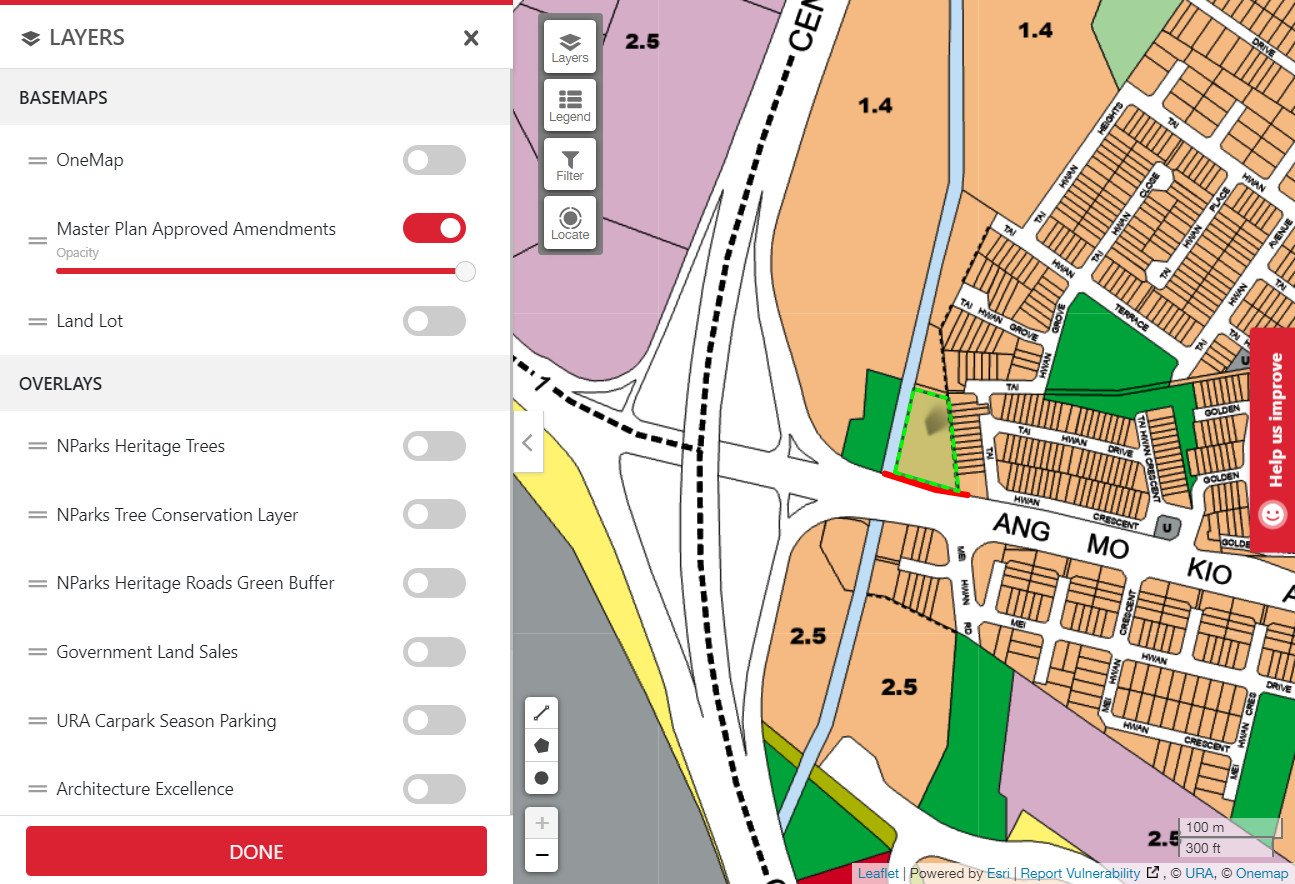 LAYERS
BASEMAPS
OneMap
Master Plan Approved Amendments
Opacity
Land Lot
OVERLAYS
NParks Heritage Trees
NParks Tree Conservation Layer
NParks Heritage Roads Green Buffer
Government Land Sales
URA Carpark Season Parking
Architecture Excellence
DONE
Layers
Legend
Filter
Locate
2.5
CEN
1.4
1.4
DRIVE
HEIGHTS
TAI
HWAN
TAI
HWAN
CLOSE
HWAN
TAI
PLACE
HWAN
TAI
AVENUE
HWAN
TAI
TAI
HWAN
TAI
HWAN
GROVE
GROVE
HWAN
TERRACE
TAI
TAI
U
1
TAI
TAI HWAN DRIVE
TAI HWAN CRESCENT
GOLDEN
GOLDEN
GOLDE
TAI
HWAN CRESCENT
U
ANG MO KIO A
MEI HWAN RD
MEI
HWAN
CRESCENT
HWAN
DRIVE
MEI HWAN
HWAN CRESCENT
MEI HWAN CRES
2.5
2.5
2.5
Help us improve
100 m
300 ft
Leaflet | Powered by Esri | Report Vulnerability , © URA, © Onemap